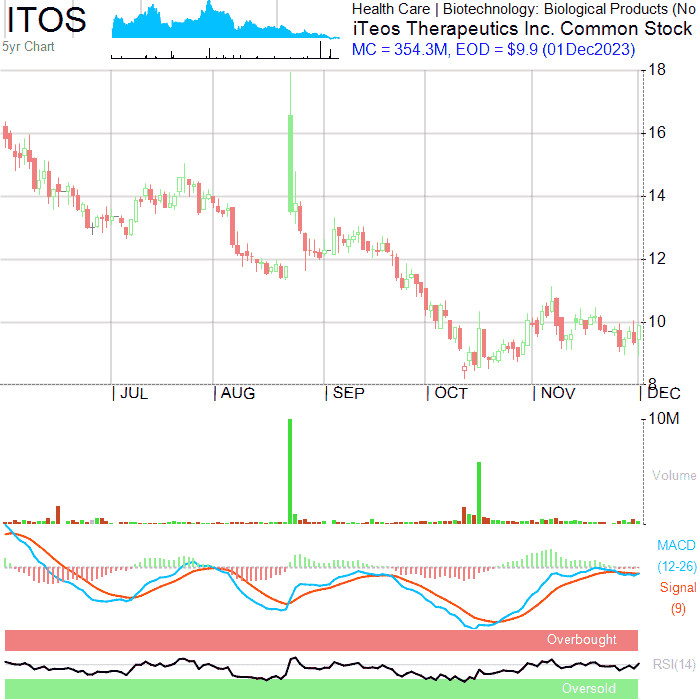 ITOS
5yr Chart
Health Care | Biotechnology: Biological Products (No
iTeos Therapeutics Inc. Common Stock
MC = 354.3M, EOD = $9.9 (01Dec2023)
18
16
14
12
10
8
| JUL | AUG | SEP | OCT | NOV | DEC
10M
Volume
MACD
(12-26)
Signal
(9)
Overbought
RSI(14)
Oversold